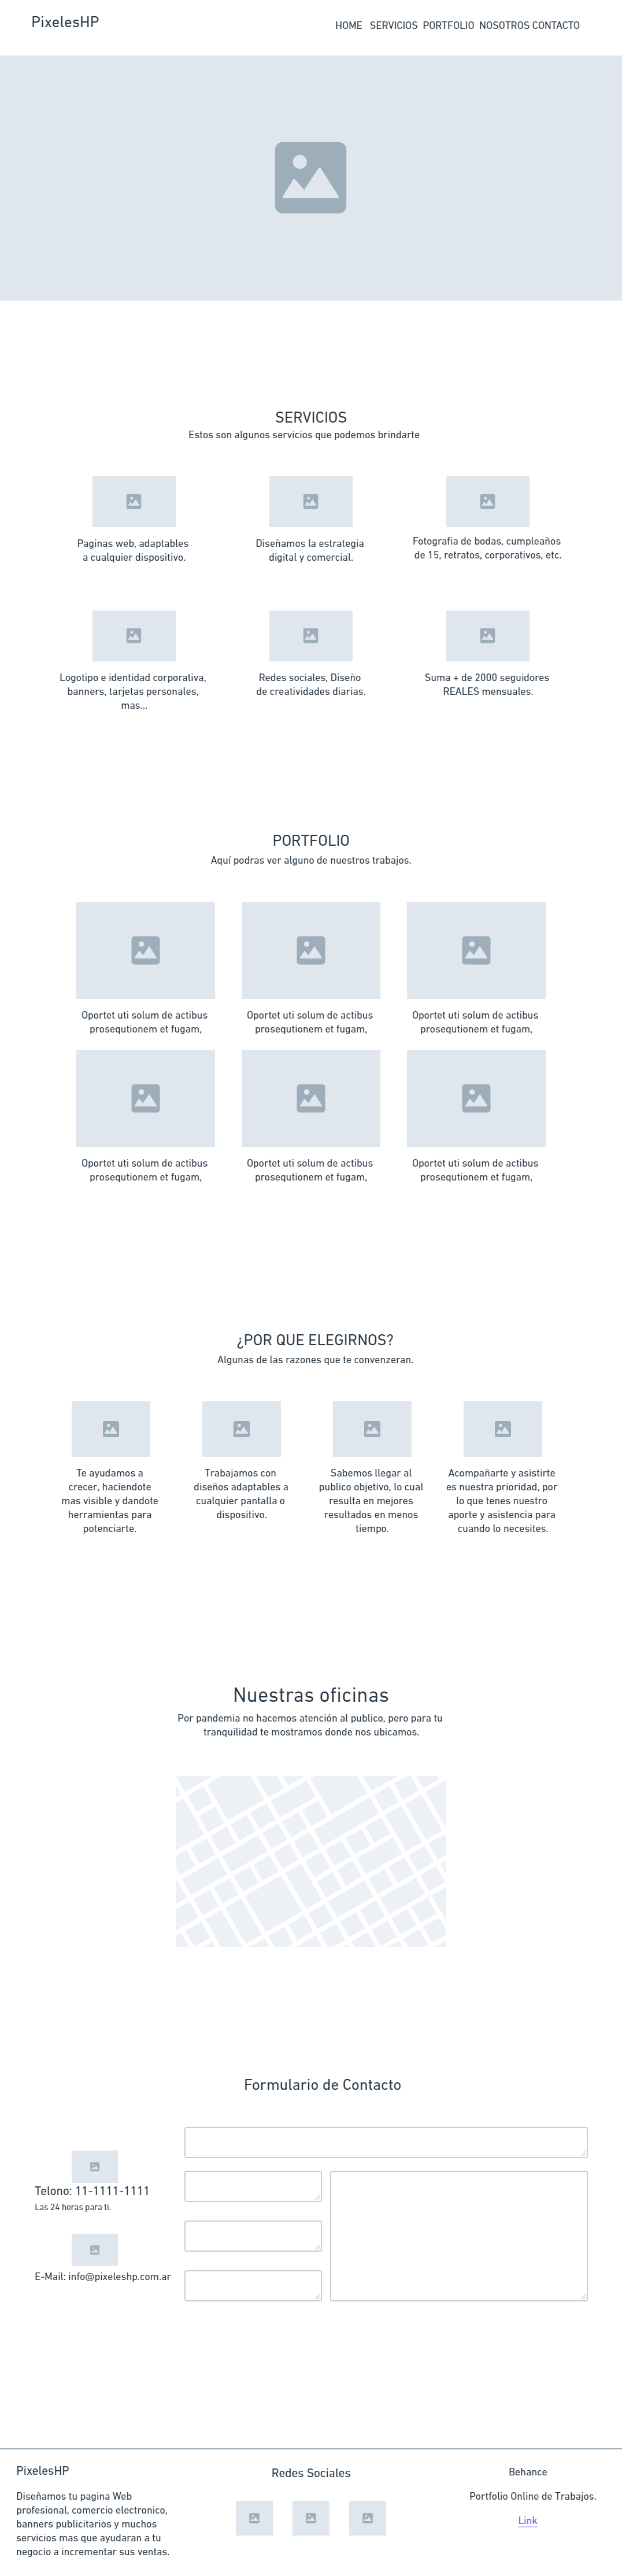 PixelesHP
HOME SERVICIOS PORTFOLIO NOSOTROS CONTACTO
SERVICIOS
Estos son algunos servicios que podemos brindarte
Paginas web, adaptables
a cualquier dispositivo.
Diseñamos la estrategia
digital y comercial.
Fotografia de bodas, cumpleaños
de 15, retratos, corporativos, etc.
Logotipo e identidad corporativa,
banners, tarjetas personales,
mas...
Redes sociales, Diseño
de creatividades diarias.
Suma + de 2000 seguidores
REALES mensuales.
PORTFOLIO
Aquí podras ver alguno de nuestros trabajos.
Oportet uti solum de actibus
prosequtionem et fugam,
Oportet uti solum de actibus
prosequtionem et fugam,
Oportet uti solum de actibus
prosequtionem et fugam,
Oportet uti solum de actibus
prosequtionem et fugam,
Oportet uti solum de actibus
prosequtionem et fugam,
Oportet uti solum de actibus
prosequtionem et fugam,
¿POR QUE ELEGIRNOS?
Algunas de las razones que te convenzeran.
Te ayudamos a
crecer, haciendote
mas visible y dandote
herramientas para
potenciarte.
Trabajamos con
diseños adaptables a
cualquier pantalla o
dispositivo.
Sabemos llegar al
publico objetivo, lo cual
resulta en mejores
resultados en menos
tiempo.
Acompañarte y asistirte
es nuestra prioridad, por
lo que tenes nuestro
aporte y asistencia para
cuando lo necesites.
Nuestras oficinas
Por pandemia no hacemos atención al publico, pero para tu
tranquilidad te mostramos donde nos ubicamos.
Formulario de Contacto
Telono: 11-1111-1111
Las 24 horas para ti.
E-Mail: info@pixeleshp.com.ar
PixelesHP
Diseñamos tu pagina Web
profesional, comercio electronico,
banners publicitarios y muchos
servicios mas que ayudaran a tu
negocio a incrementar sus ventas.
Redes Sociales
Behance
Portfolio Online de Trabajos.
Link